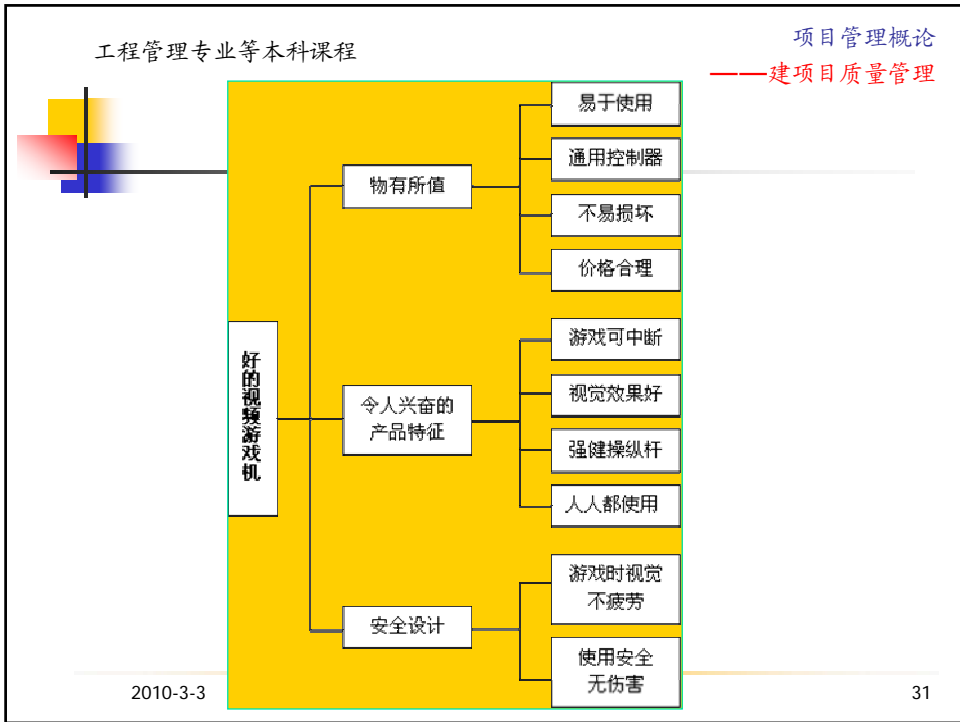 工程管理专业等本科课程
项目管理概论
——建项目质量管理
好的视频游戏机
物有所值
易于使用
通用控制器
不易损坏
价格合理
令人兴奋的
产品特征
游戏可中断
视觉效果好
强健操纵杆
人人都使用
安全设计
游戏时视觉
不疲劳
使用安全
无伤害
2010-3-3
31